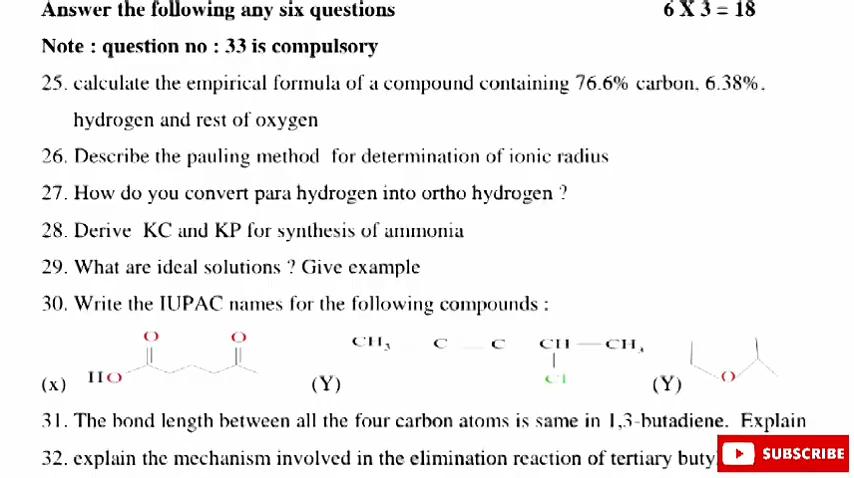 Answer the following any six questions 6 X 3 = 18
Note : question no : 33 is compulsory
25. calculate the empirical formula of a compound containing 76.6% carbon. 6.38%.
hydrogen and rest of oxygen
26. Describe the pauling method for determination of ionic radius
27. How do you convert para hydrogen into ortho hydrogen ?
28. Derive KC and KP for synthesis of ammonia
29. What are ideal solutions ? Give example
30. Write the IUPAC names for the following compounds :
O O
CH3 C — C CH — CH3
(x) HO (Y) Cl (Y) O
31. The bond length between all the four carbon atoms is same in 1,3-butadiene. Explain
32. explain the mechanism involved in the elimination reaction of tertiary buty
SUBSCRIBE